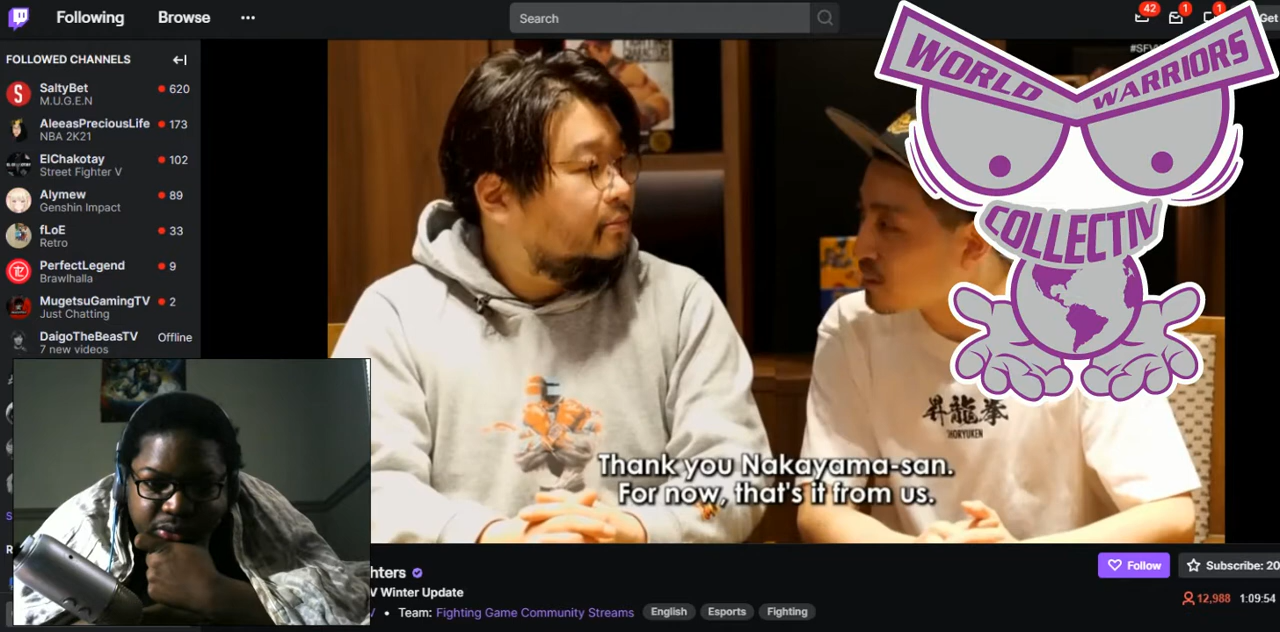 Following
Browse
Search
42
1
1
Get
FOLLOWED CHANNELS
SaltyBet
620
M.U.G.E.N
AleeasPreciousLife
173
NBA 2K21
ElChakotay
102
Street Fighter V
Alymew
89
Genshin Impact
fLoE
33
Retro
PerfectLegend
9
Brawlhalla
MugetsuGamingTV
2
Just Chatting
DaigoTheBeasTV
Offline
7 new videos
WORLD WARRIORS
COLLECTIV
昇龍拳
SHORYUKEN
Thank you Nakayama-san.
For now, that's it from us.
hters
V Winter Update
V • Team: Fighting Game Community Streams
English
Esports
Fighting
Follow
Subscribe: 20
12,988
1:09:54